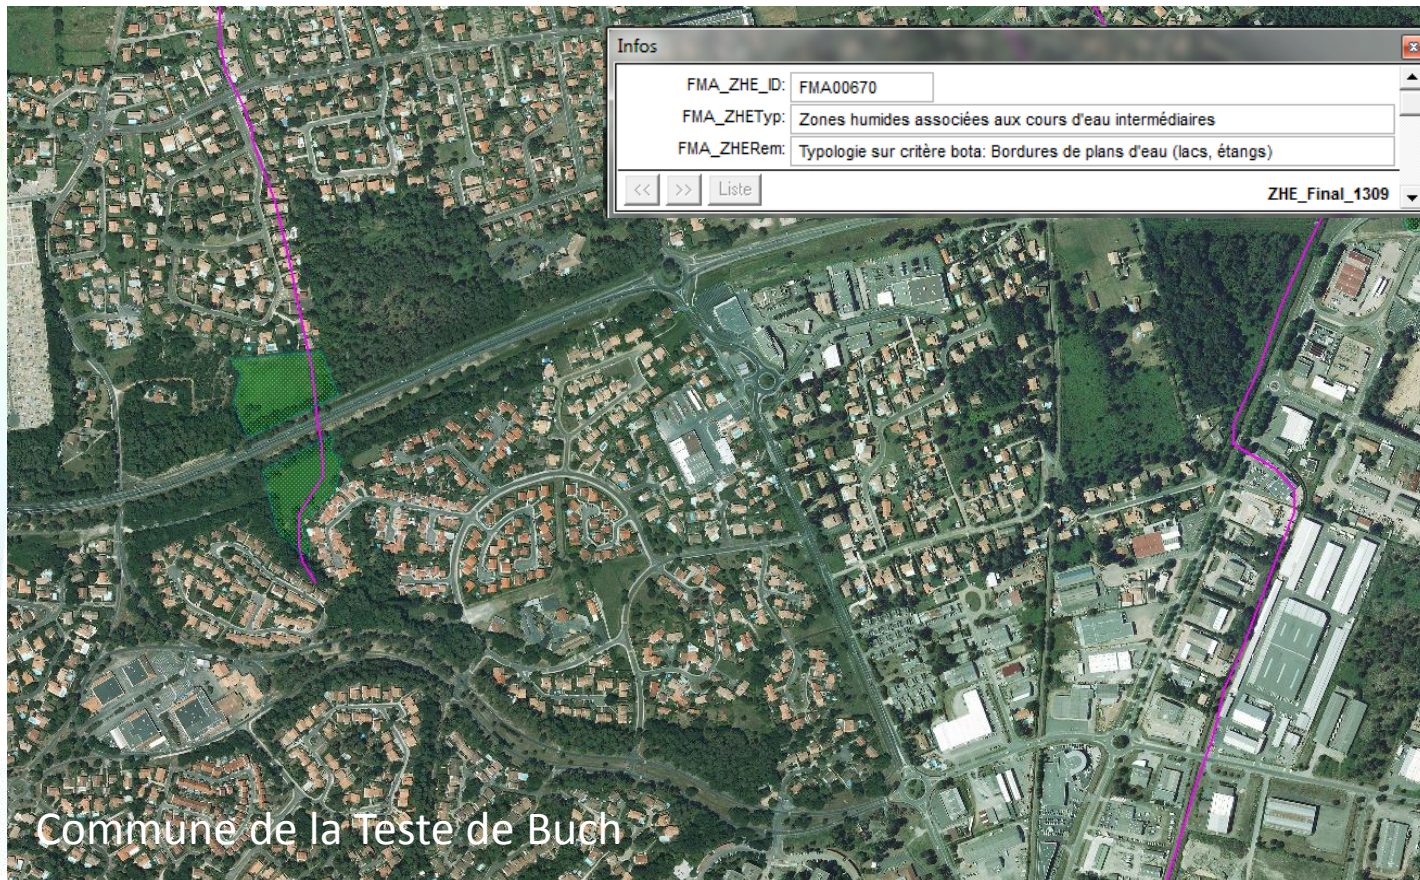 Infos
FMA_ZHE_ID: FMA00670
FMA_ZHETyp: Zones humides associées aux cours d'eau intermédiaires
FMA_ZHERem: Typologie sur critère bota: Bordures de plans d'eau (lacs, étangs)
<< >> Liste ZHE_Final_1309
Commune de la Teste de Buch